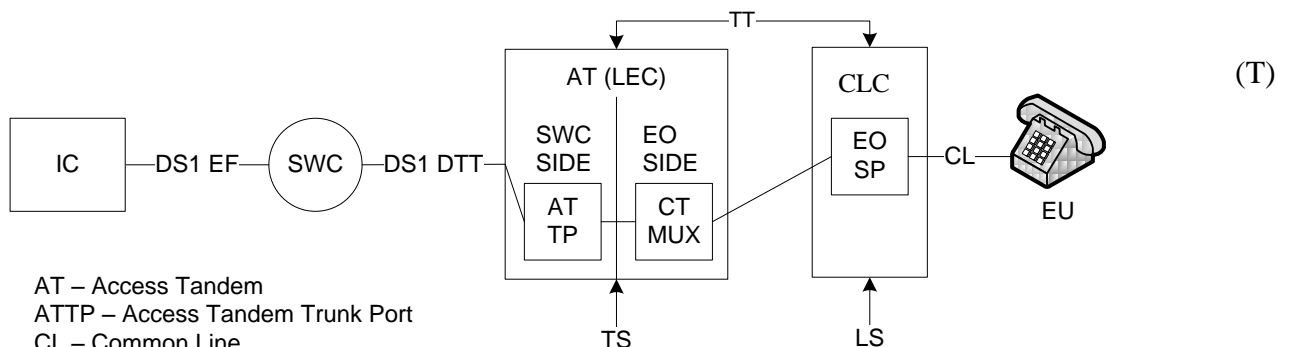 TT
AT (LEC)
CLC
(T)
SWC
SIDE
EO
SIDE
IC
DS1 EF
SWC
DS1 DTT
AT
TP
CT
MUX
EO
SP
CL
EU
AT – Access Tandem
ATTP – Access Tandem Trunk Port
CL – Common Line
TS
LS